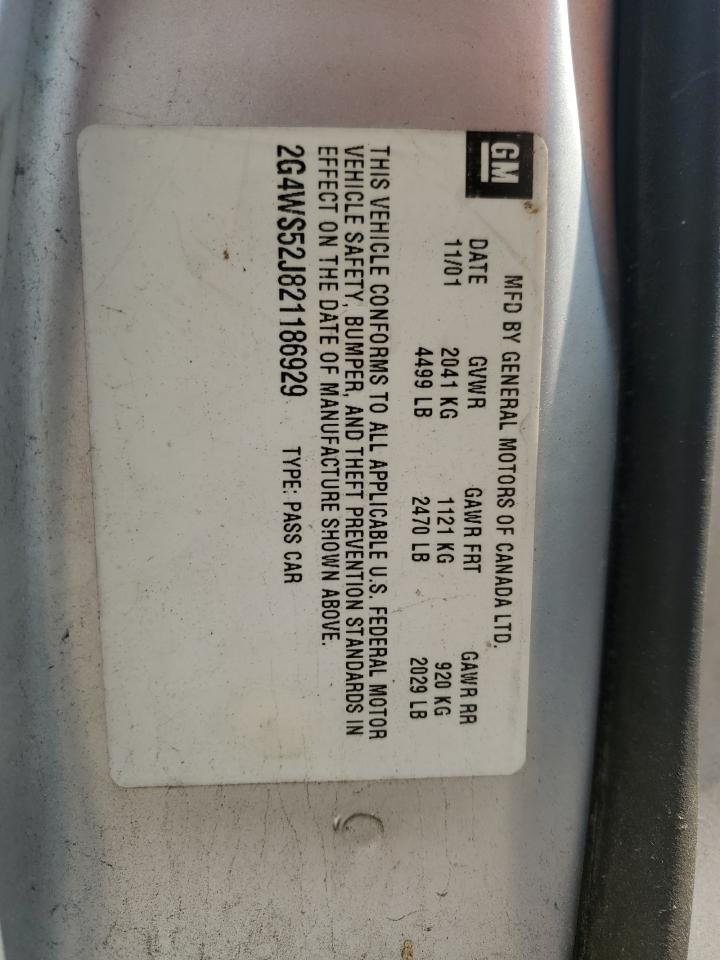 GM
MFD BY GENERAL MOTORS OF CANADA LTD.
DATE GVWR GAWR FRT GAWR RR
11/01 2041 KG 1121 KG 920 KG
4499 LB 2470 LB 2029 LB
THIS VEHICLE CONFORMS TO ALL APPLICABLE U.S. FEDERAL MOTOR
VEHICLE SAFETY, BUMPER, AND THEFT PREVENTION STANDARDS IN
EFFECT ON THE DATE OF MANUFACTURE SHOWN ABOVE.
2G4WS52J821186929 TYPE: PASS CAR